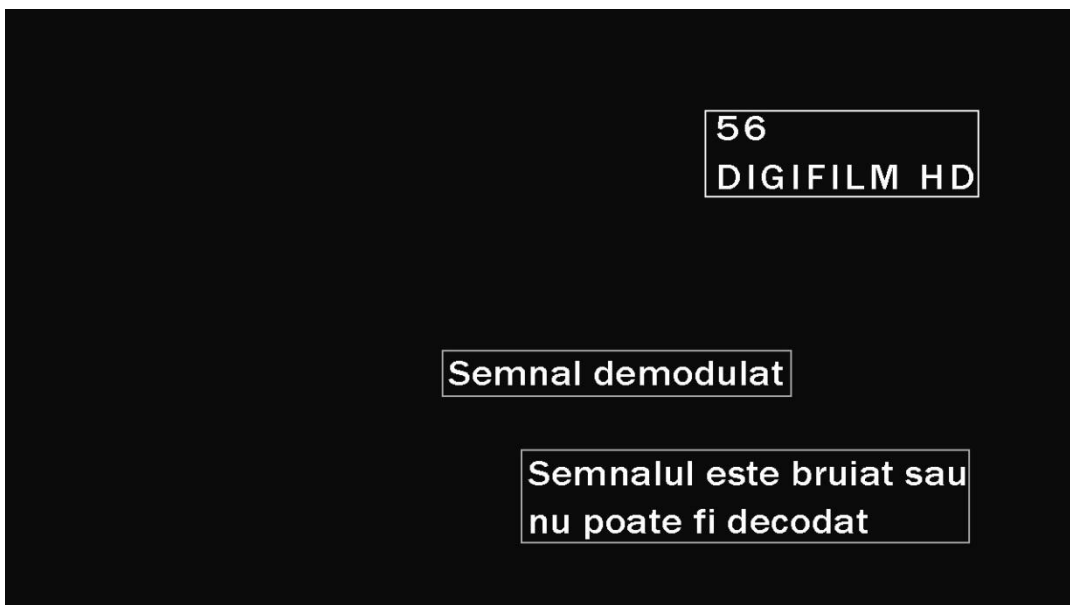 56
DIGIFILM HD
Semnal demodulat
Semnalul este bruiat sau
nu poate fi decodat